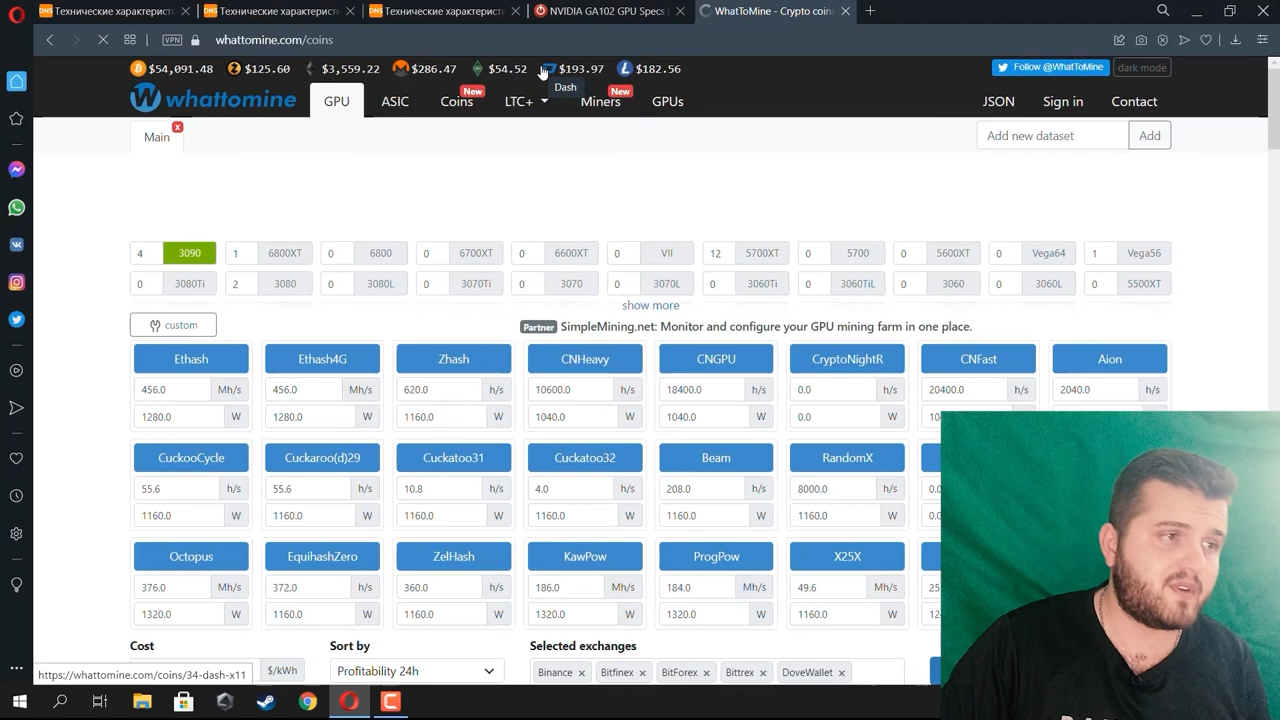 Технические характерист
Технические характерист
Технические характерист
NVIDIA GA102 GPU Specs
WhatToMine - Crypto coin
VPN
whattomine.com/coins
$54,091.48 $125.60 $3,559.22 $286.47 $54.52 $193.97 $182.56
Follow @WhatToMine dark mode
Dash
whattomine
GPU ASIC Coins New LTC+ Miners New GPUs JSON Sign in Contact
Main x Add new dataset Add
4 3090 1 6800XT 0 6800 0 6700XT 0 6600XT 0 VII 12 5700XT 0 5700 0 5600XT 0 Vega64 1 Vega56
0 3080Ti 2 3080 0 3080L 0 3070Ti 0 3070 0 3070L 0 3060Ti 0 3060TiL 0 3060 0 3060L 0 5500XT
show more
custom
Partner SimpleMining.net: Monitor and configure your GPU mining farm in one place.
Ethash Ethash4G Zhash CNHeavy CNGPU CryptoNightR CNFast Aion
456.0 Mh/s 456.0 Mh/s 620.0 h/s 10600.0 h/s 18400.0 h/s 0.0 h/s 20400.0 h/s 2040.0 h/s
1280.0 W 1280.0 W 1160.0 W 1040.0 W 1040.0 W 0.0 W
CuckooCycle Cuckaroo(d)29 Cuckatoo31 Cuckatoo32 Beam RandomX
55.6 h/s 55.6 h/s 10.8 h/s 4.0 h/s 208.0 h/s 8000.0 h/s
1160.0 W 1160.0 W 1160.0 W 1160.0 W 1160.0 W 1160.0 W
Octopus EquihashZero ZelHash KawPow ProgPow X25X
376.0 Mh/s 372.0 h/s 360.0 h/s 186.0 Mh/s 184.0 Mh/s 49.6 Mh/s
1320.0 W 1160.0 W 1160.0 W 1320.0 W 1320.0 W 1160.0 W
Cost Sort by Selected exchanges
$/kWh Profitability 24h Binance × Bitfinex × BitForex × Bittrex × DoveWallet ×
https://whattomine.com/coins/34-dash-x11